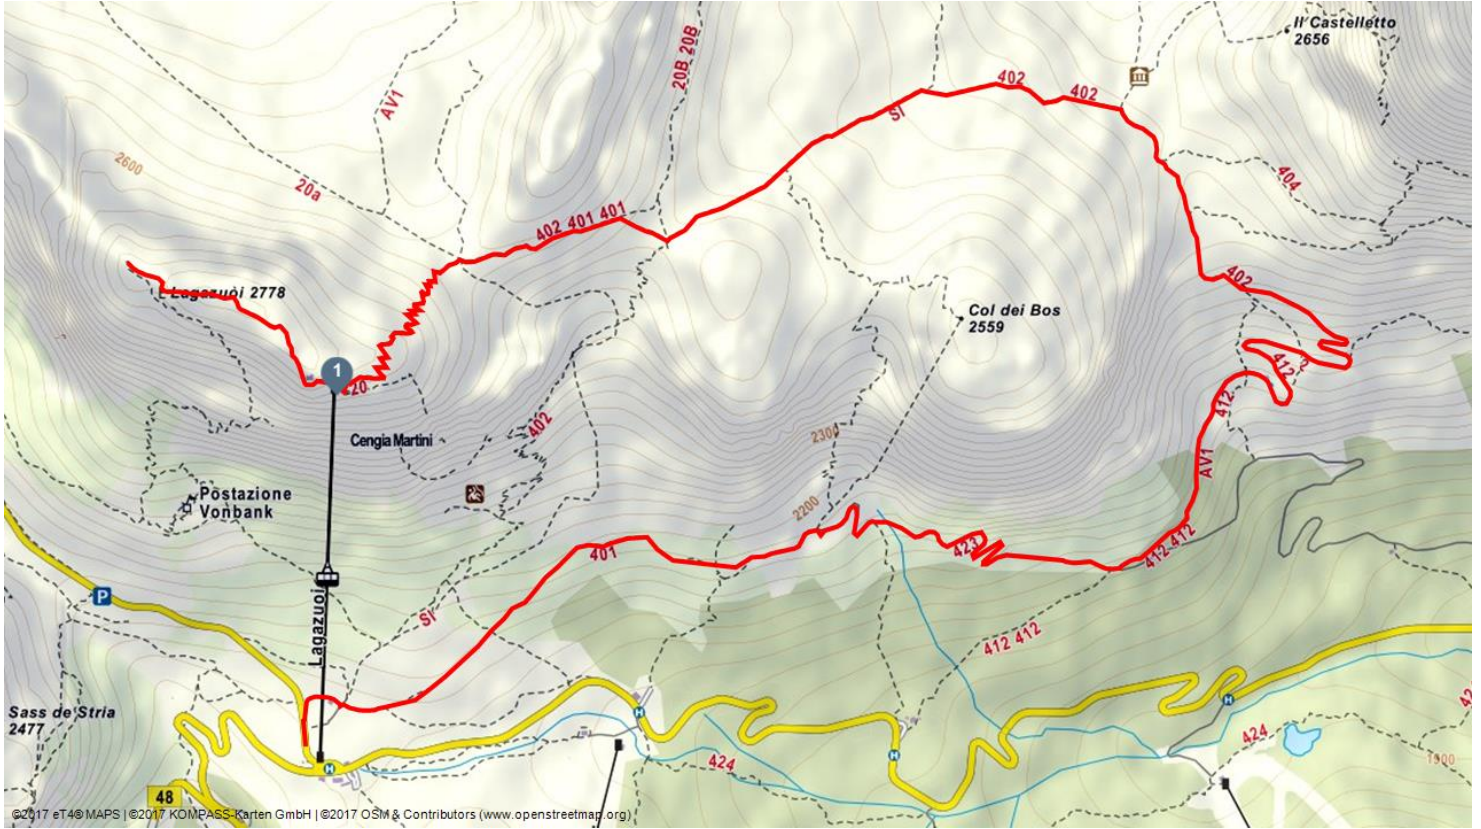 Il Castelletto
2656
20B 20B
AV1
402
402
SI
2600
20a
404
402 401 401
402
Lagazuòi 2778
Col dei Bos
2559
1
20
412
412
402
Cengia Martini
2300
AV1
Postazione
Vonbank
2200
401
423
412 412
P
Lagazuoi
SI
412 412
Sass de Stria
2477
H
H
H
H
424
424
42
1900
48
©2017 eT4® MAPS | ©2017 KOMPASS-Karten GmbH | ©2017 OSM & Contributors (www.openstreetmap.org)